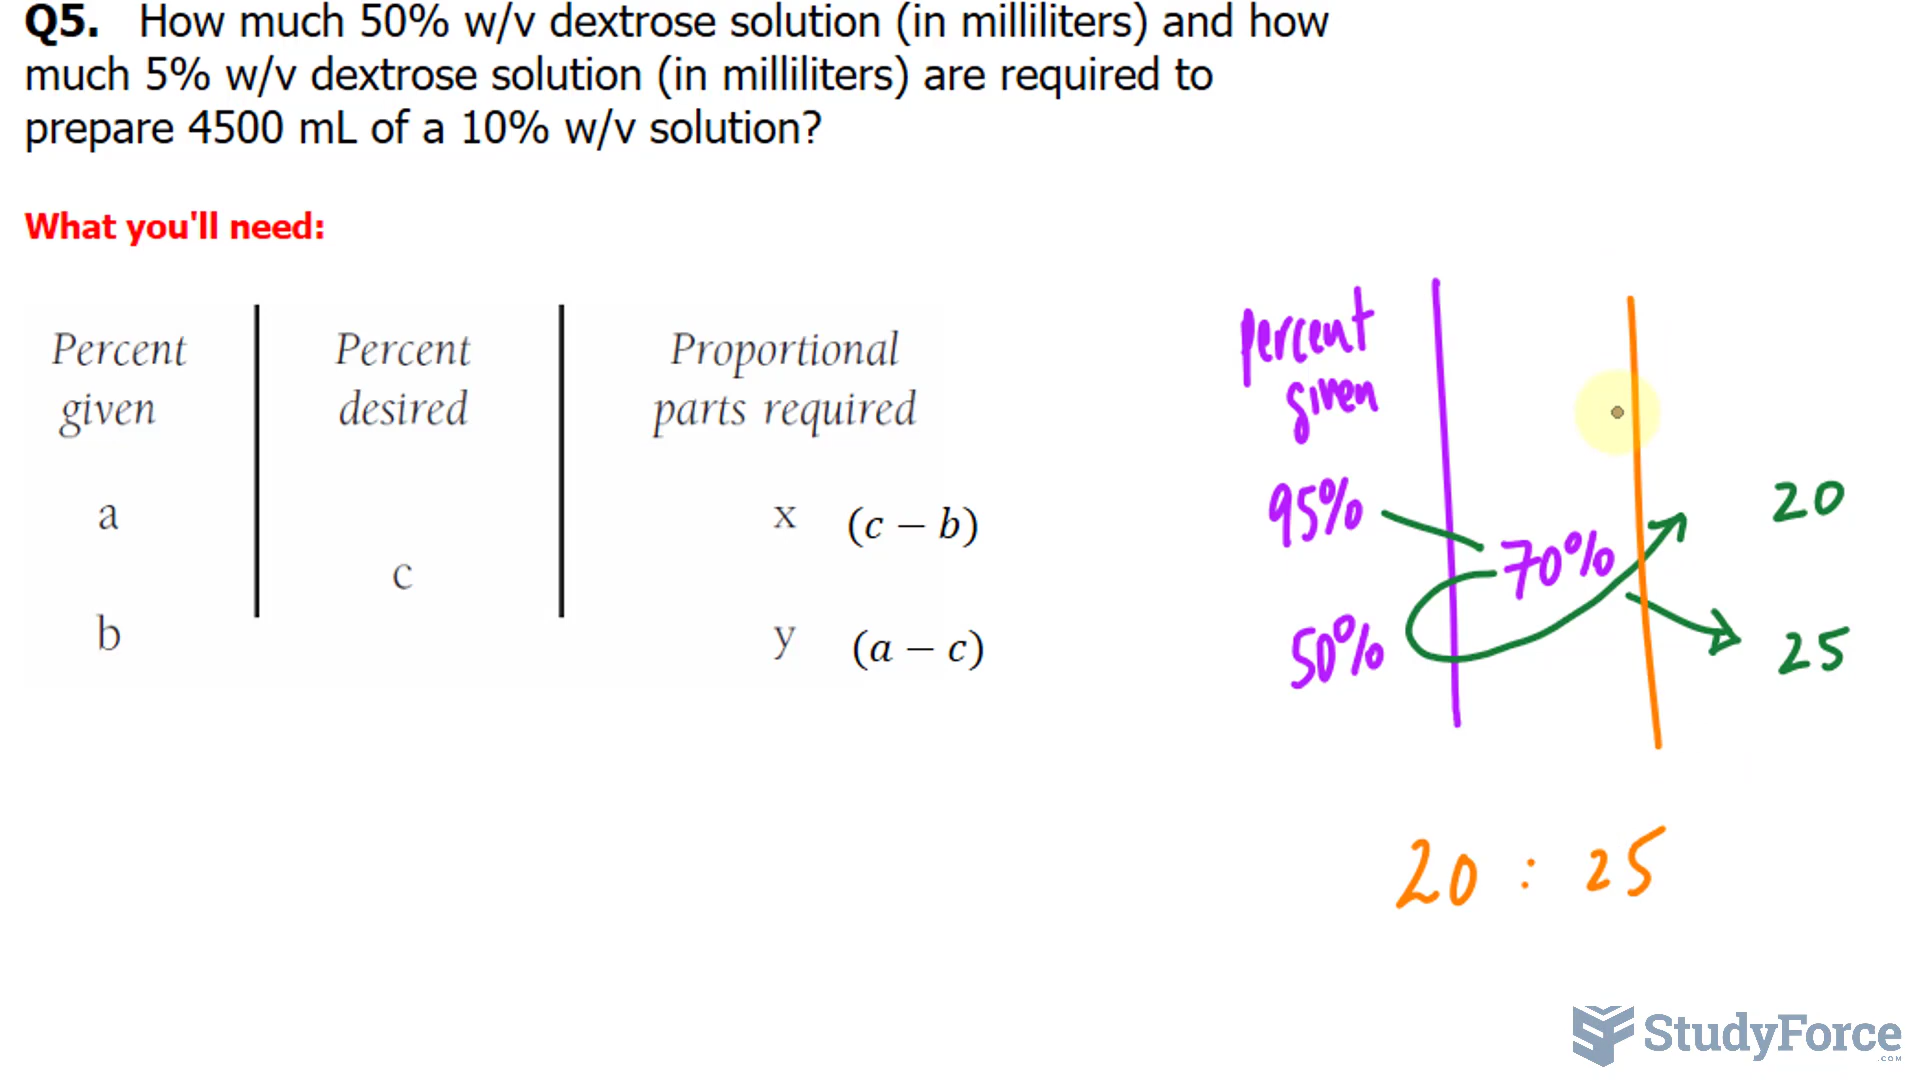 Q5. How much 50% w/v dextrose solution (in milliliters) and how
much 5% w/v dextrose solution (in milliliters) are required to
prepare 4500 mL of a 10% w/v solution?
What you'll need:
Percent given
Percent desired
Proportional parts required
a
x (c − b)
c
b
y (a − c)
percent
given
95%
20
70%
50%
25
20 : 25
StudyForce
.COM